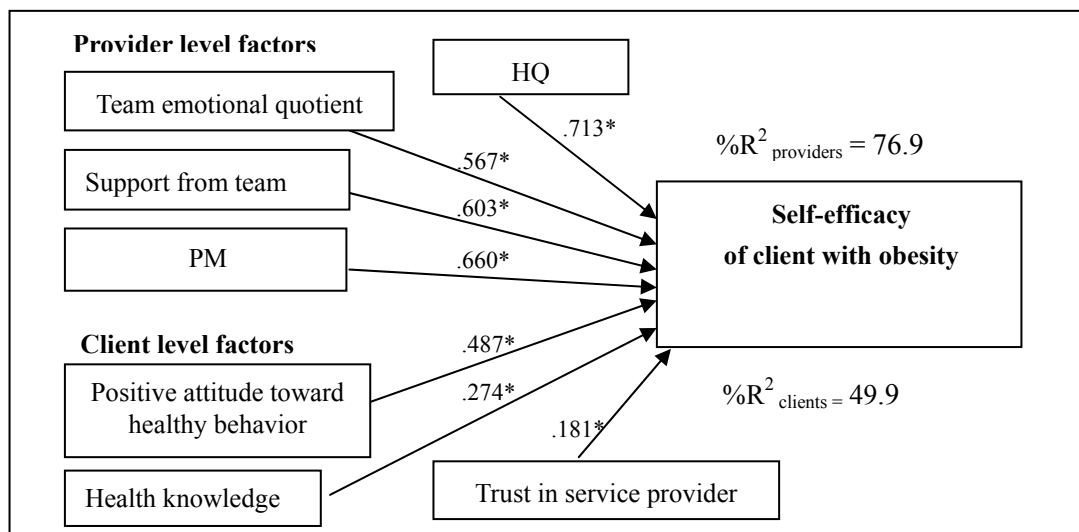 Provider level factors
HQ
Team emotional quotient
.713*
%R² providers = 76.9
.567*
Support from team
.603*
Self-efficacy
of client with obesity
PM
.660*
Client level factors
.487*
Positive attitude toward
healthy behavior
.274*
%R² clients = 49.9
.181*
Health knowledge
Trust in service provider